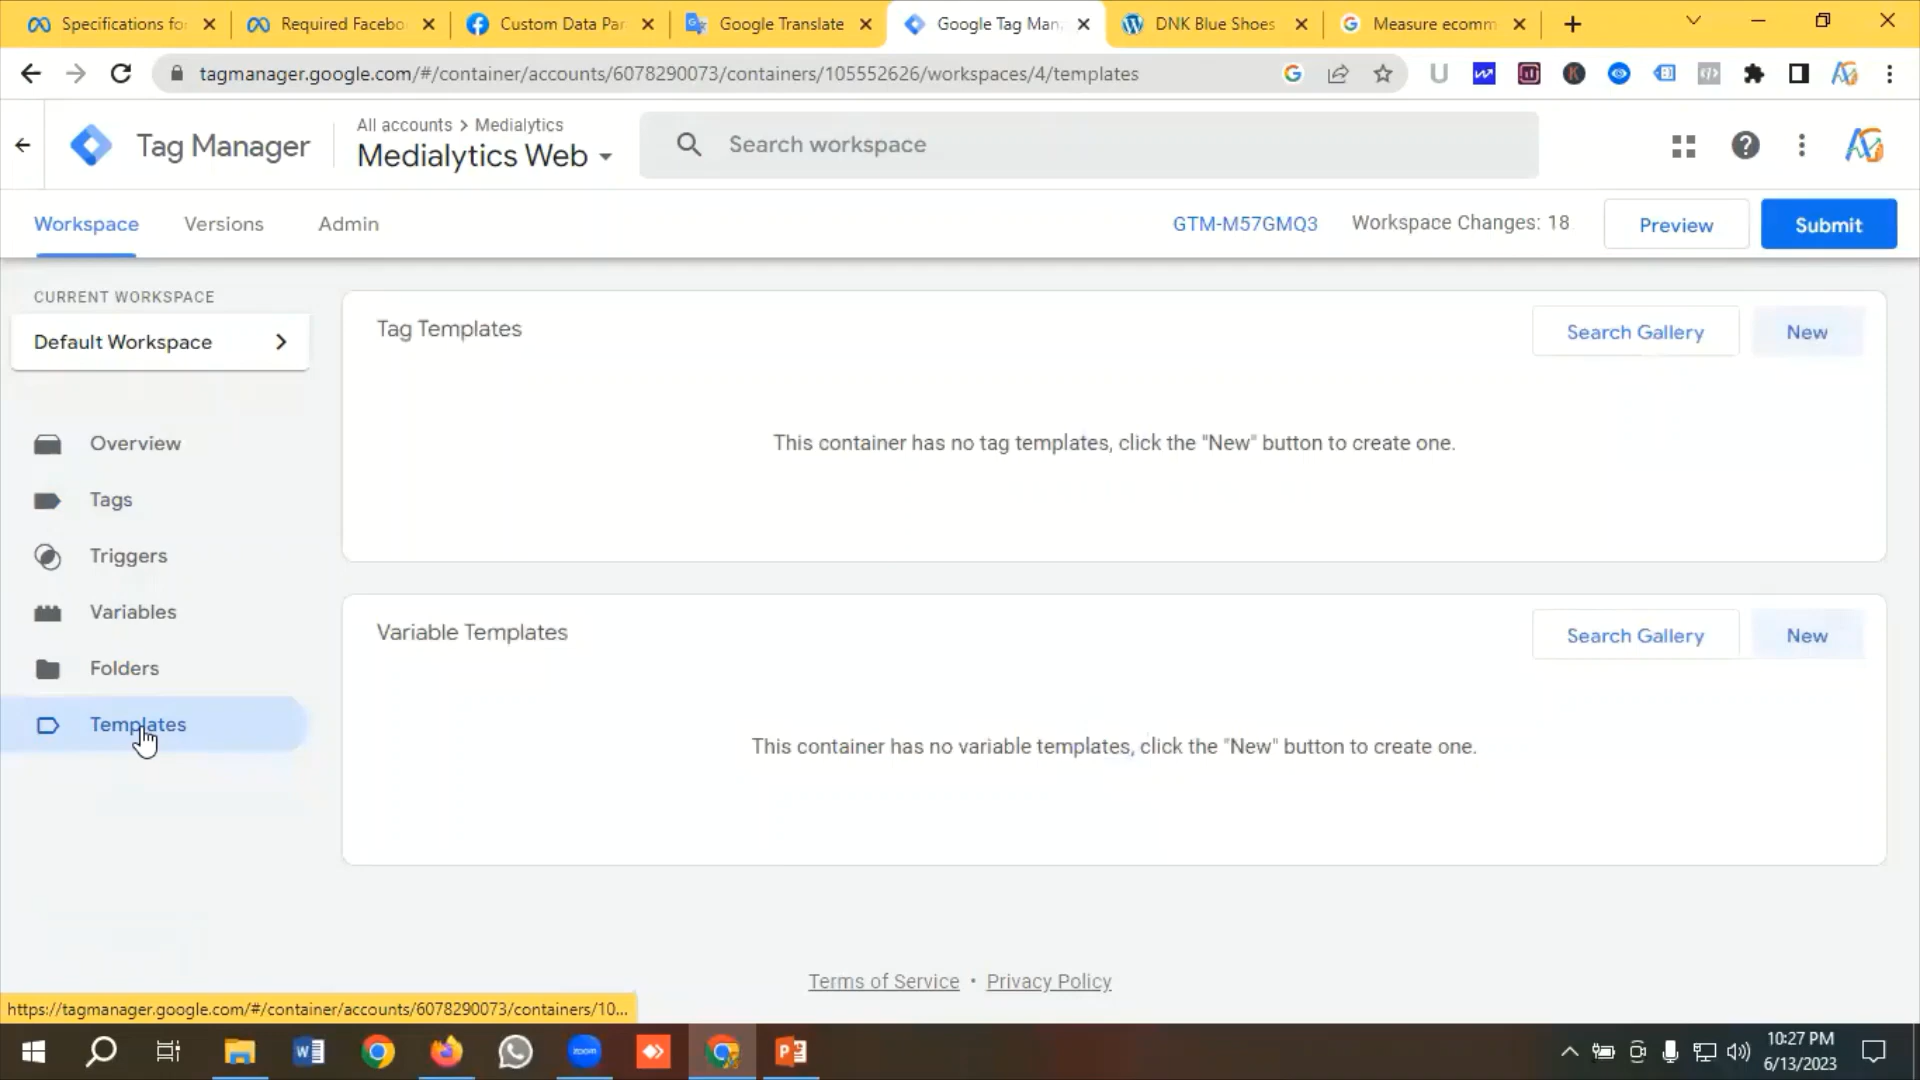 Specifications fo
Required Facebo
Custom Data Par
Google Translate
Google Tag Man
DNK Blue Shoes
Measure ecomm
tagmanager.google.com/#/container/accounts/6078290073/containers/105552626/workspaces/4/templates
Tag Manager
All accounts > Medialytics
Medialytics Web
Search workspace
Workspace
Versions
Admin
GTM-M57GMQ3
Workspace Changes: 18
Preview
Submit
CURRENT WORKSPACE
Default Workspace
Overview
Tags
Triggers
Variables
Folders
Templates
Tag Templates
Search Gallery
New
This container has no tag templates, click the "New" button to create one.
Variable Templates
Search Gallery
New
This container has no variable templates, click the "New" button to create one.
Terms of Service • Privacy Policy
https://tagmanager.google.com/#/container/accounts/6078290073/containers/10...
zoom
10:27 PM
6/13/2023